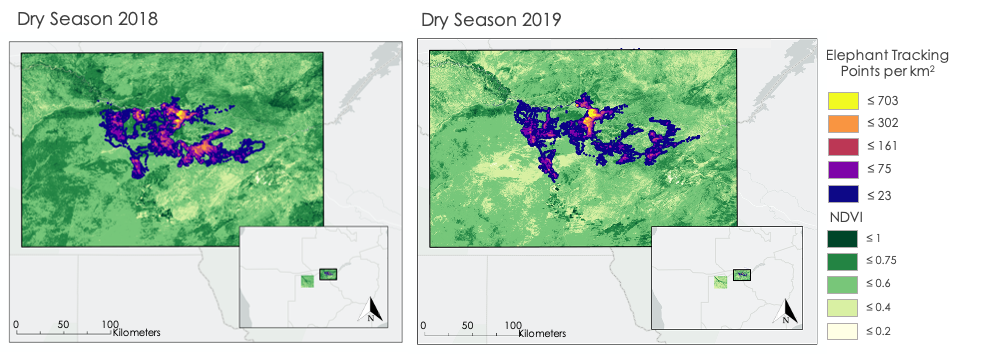 Dry Season 2018
Dry Season 2019
0 50 100 Kilometers
N
0 50 100 Kilometers
N
Elephant Tracking
Points per km²
≤ 703
≤ 302
≤ 161
≤ 75
≤ 23
NDVI
≤ 1
≤ 0.75
≤ 0.6
≤ 0.4
≤ 0.2